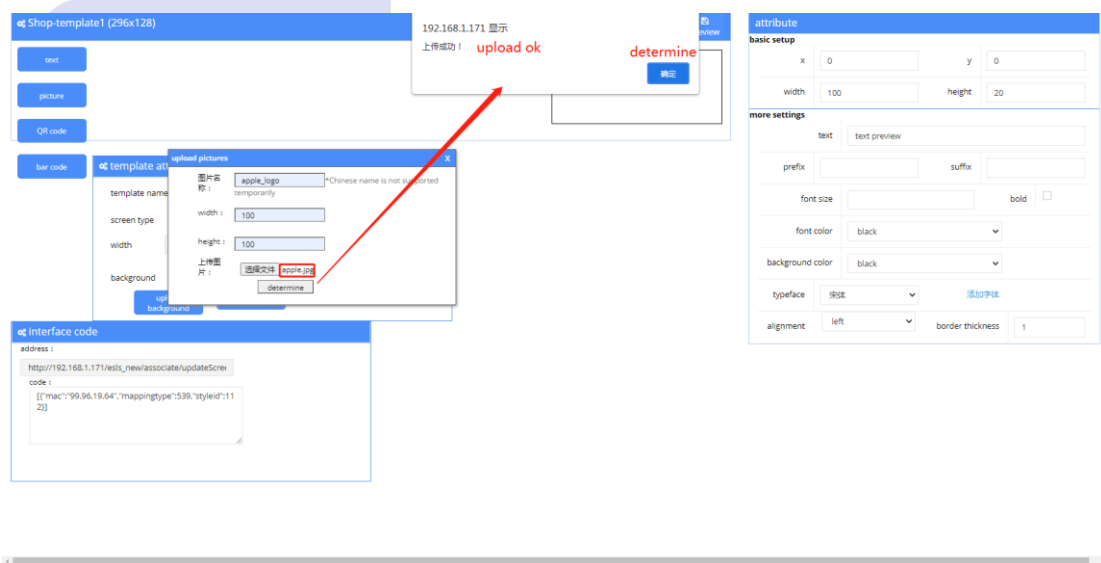 Shop-template1 (296x128)
text
picture
QR code
bar code
192.168.1.171 显示
上传成功！ upload ok
determine
确定
attribute
basic setup
x 0 y 0
width 100 height 20
more settings
text text preview
prefix suffix
font size bold
font color black
background color black
typeface 宋体 添加字体
alignment left border thickness 1
template
template name
screen type
width
background
background
upload pictures X
图片名称： apple_logo *Chinese name is not supported temporarily
width： 100
height： 100
上传图片： 选择文件 apple.jpg
determine
interface code
address：
http://192.168.1.171/esls_new/associate/updateScre
code：
[{"mac":"99.96.19.64","mappingtype":539,"styleid":11
2}]